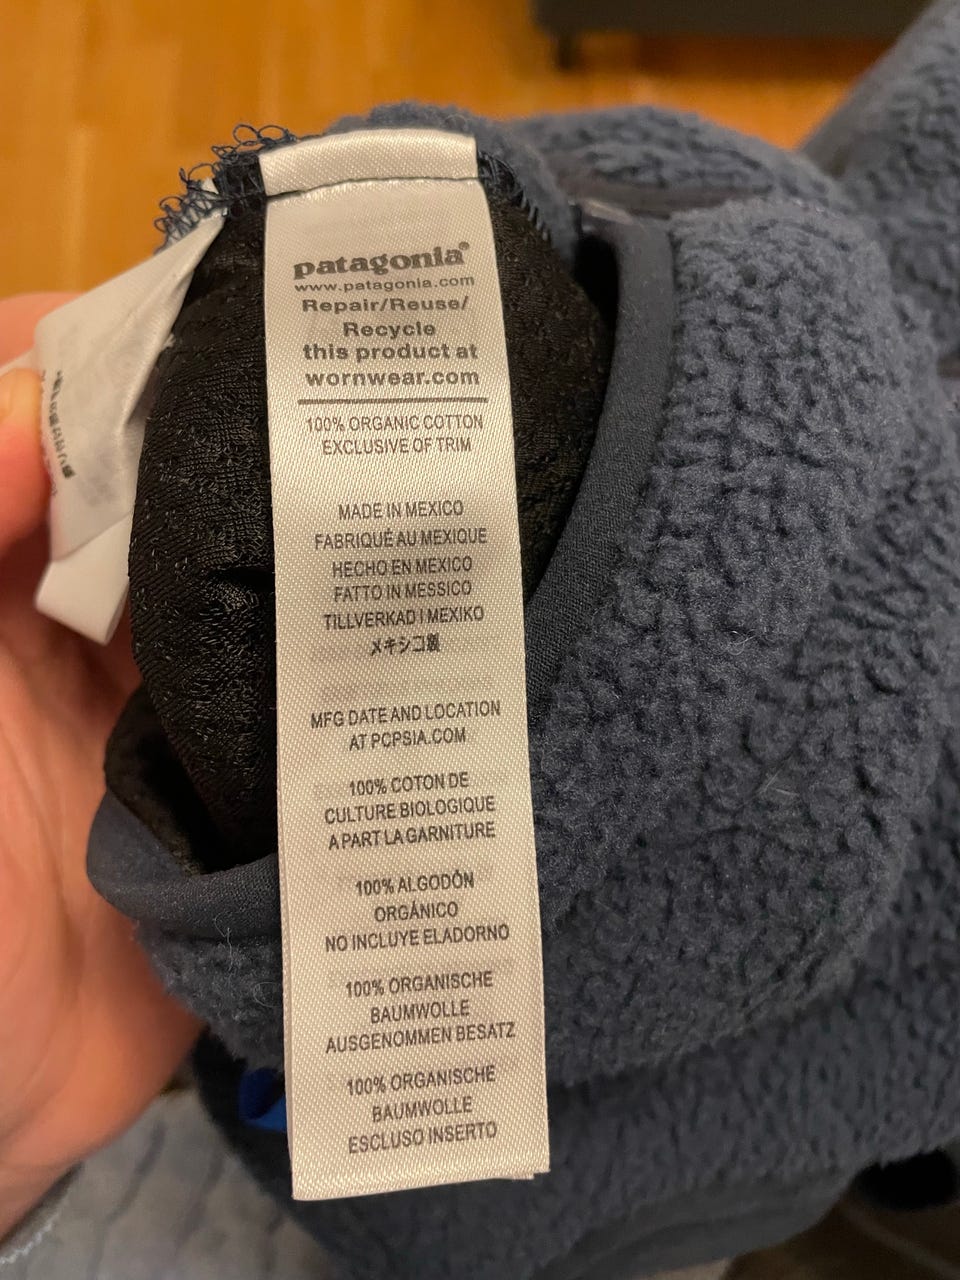 patagonia®
www.patagonia.com
Repair/Reuse/
Recycle
this product at
wornwear.com
100% ORGANIC COTTON
EXCLUSIVE OF TRIM
MADE IN MEXICO
FABRIQUÉ AU MEXIQUE
HECHO EN MEXICO
FATTO IN MESSICO
TILLVERKAD I MEXIKO
メキシコ製
MFG DATE AND LOCATION
AT PCPSIA.COM
100% COTON DE
CULTURE BIOLOGIQUE
A PART LA GARNITURE
100% ALGODÓN
ORGÁNICO
NO INCLUYE ELADORNO
100% ORGANISCHE
BAUMWOLLE
AUSGENOMMEN BESATZ
100% ORGANISCHE
BAUMWOLLE
ESCLUSO INSERTO